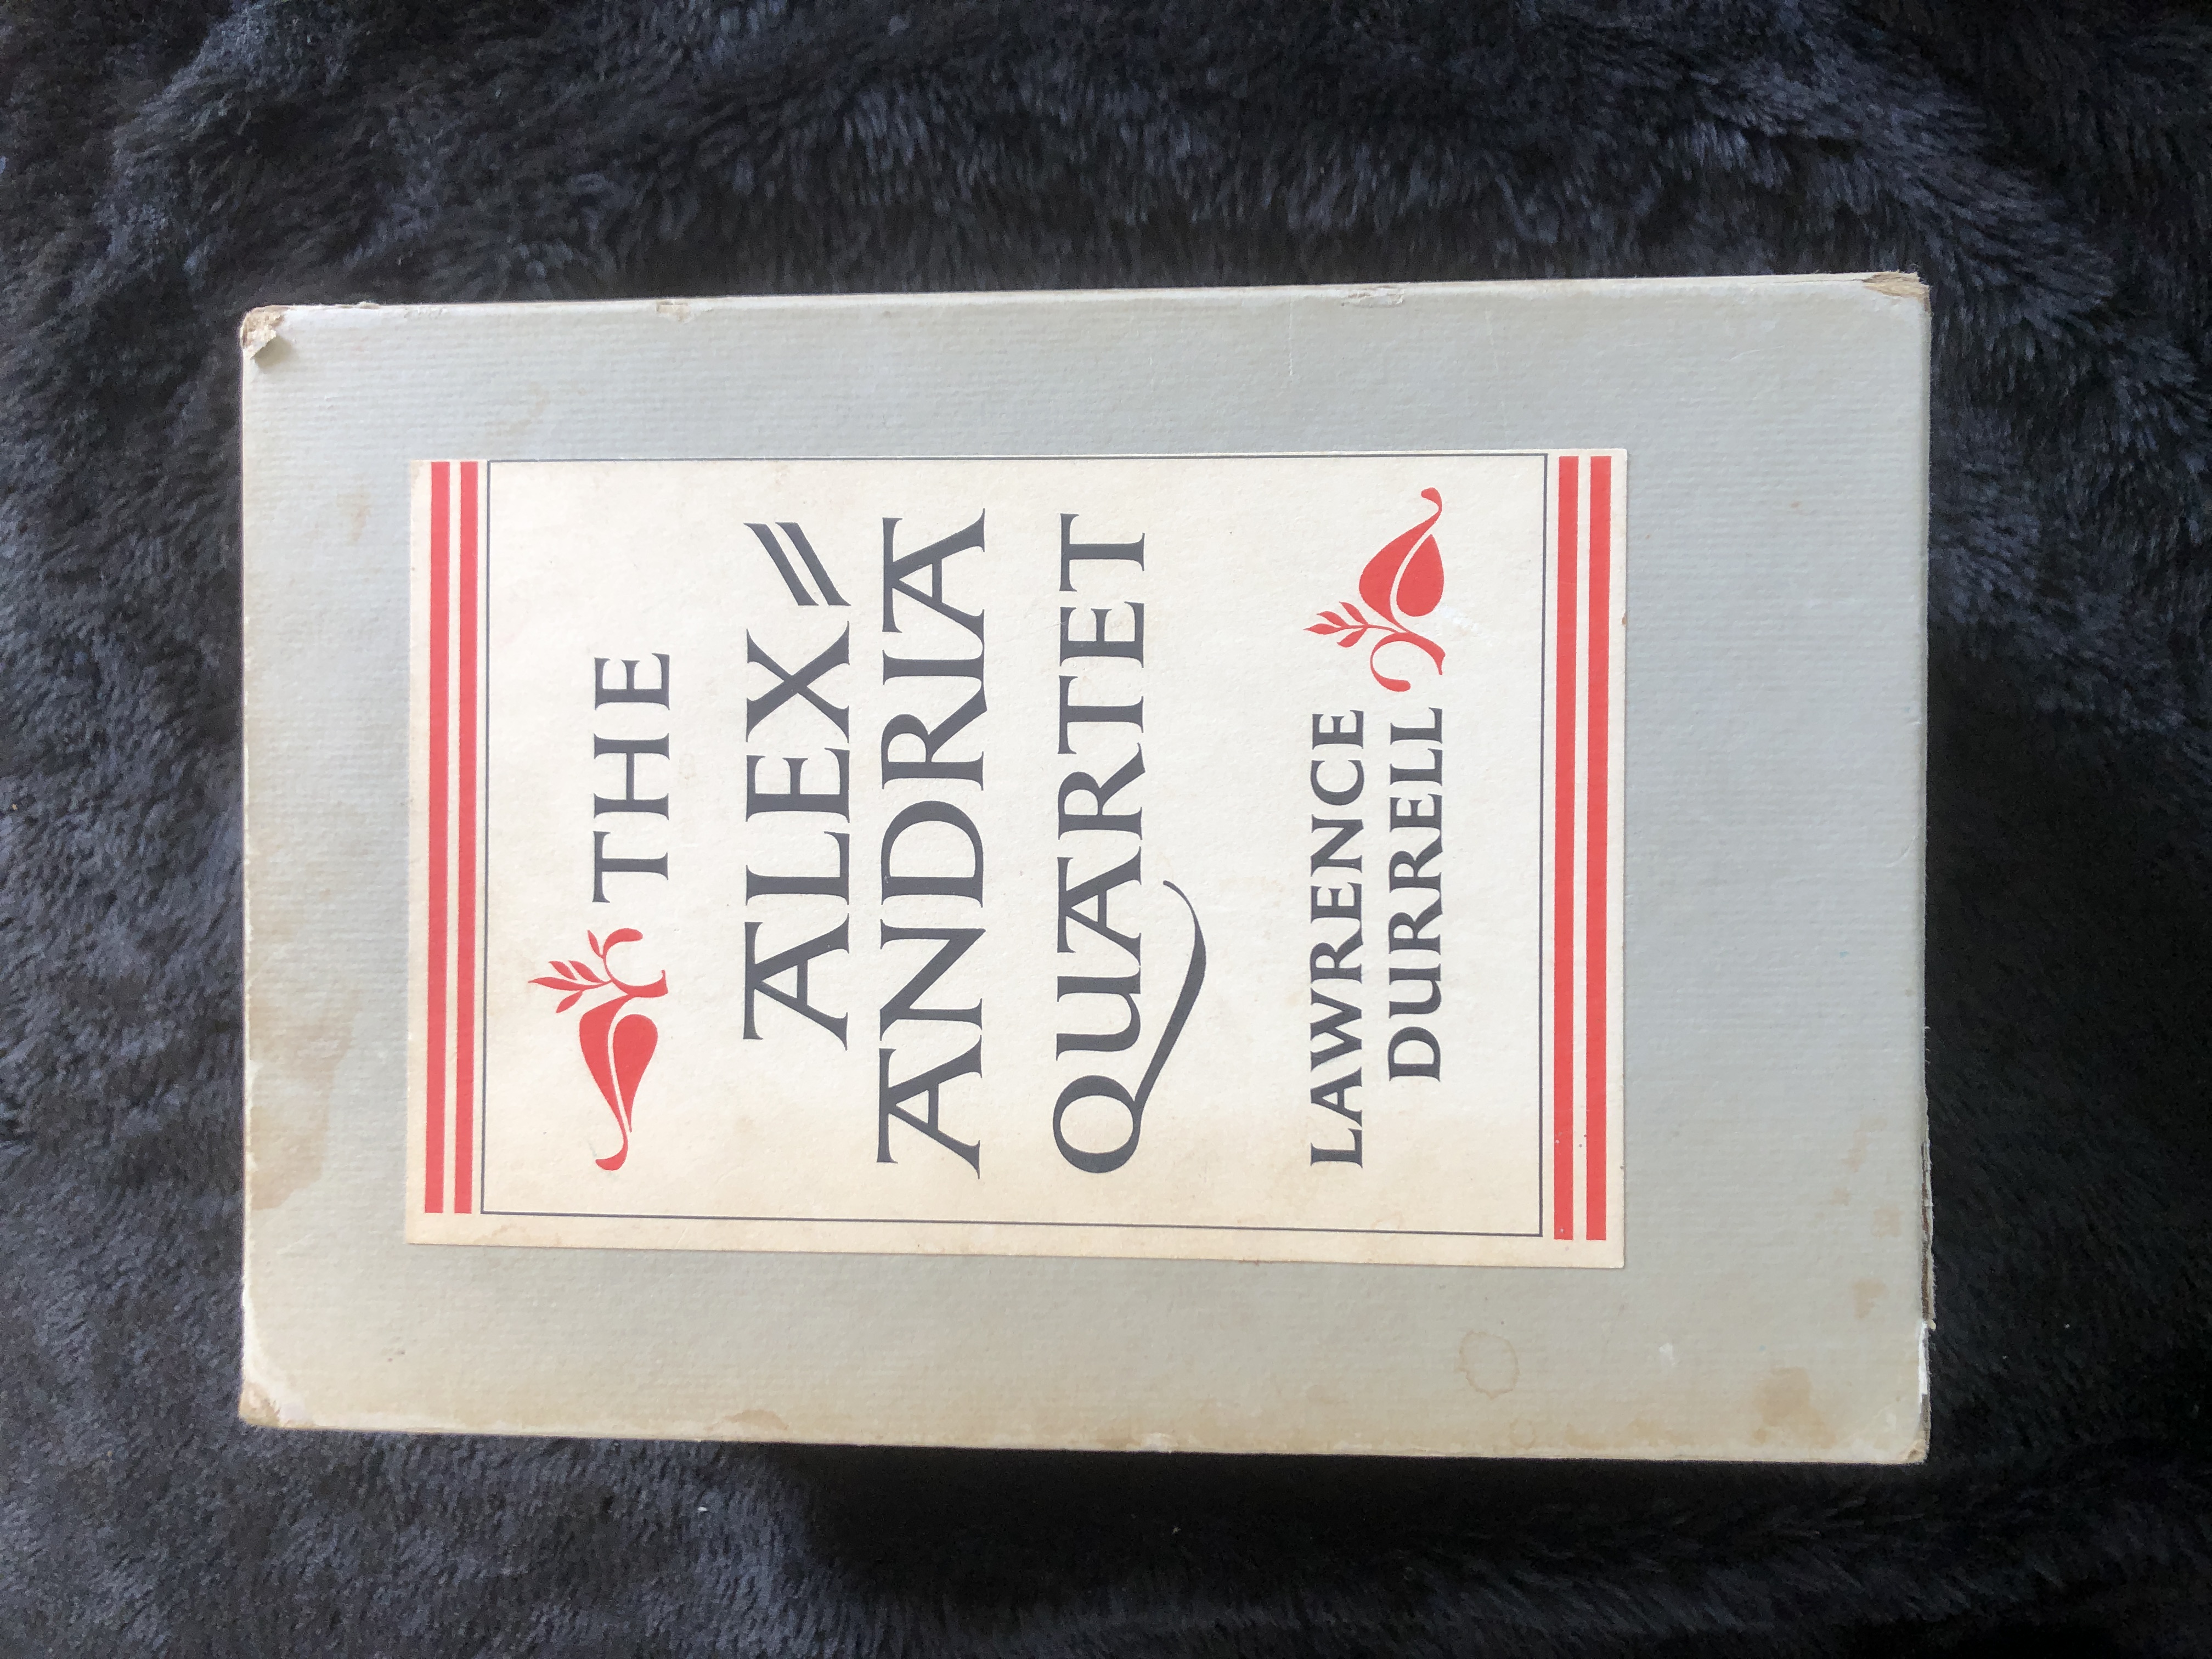 THE
ALEX=
ANDRIA
QUARTET
LAWRENCE
DURRELL